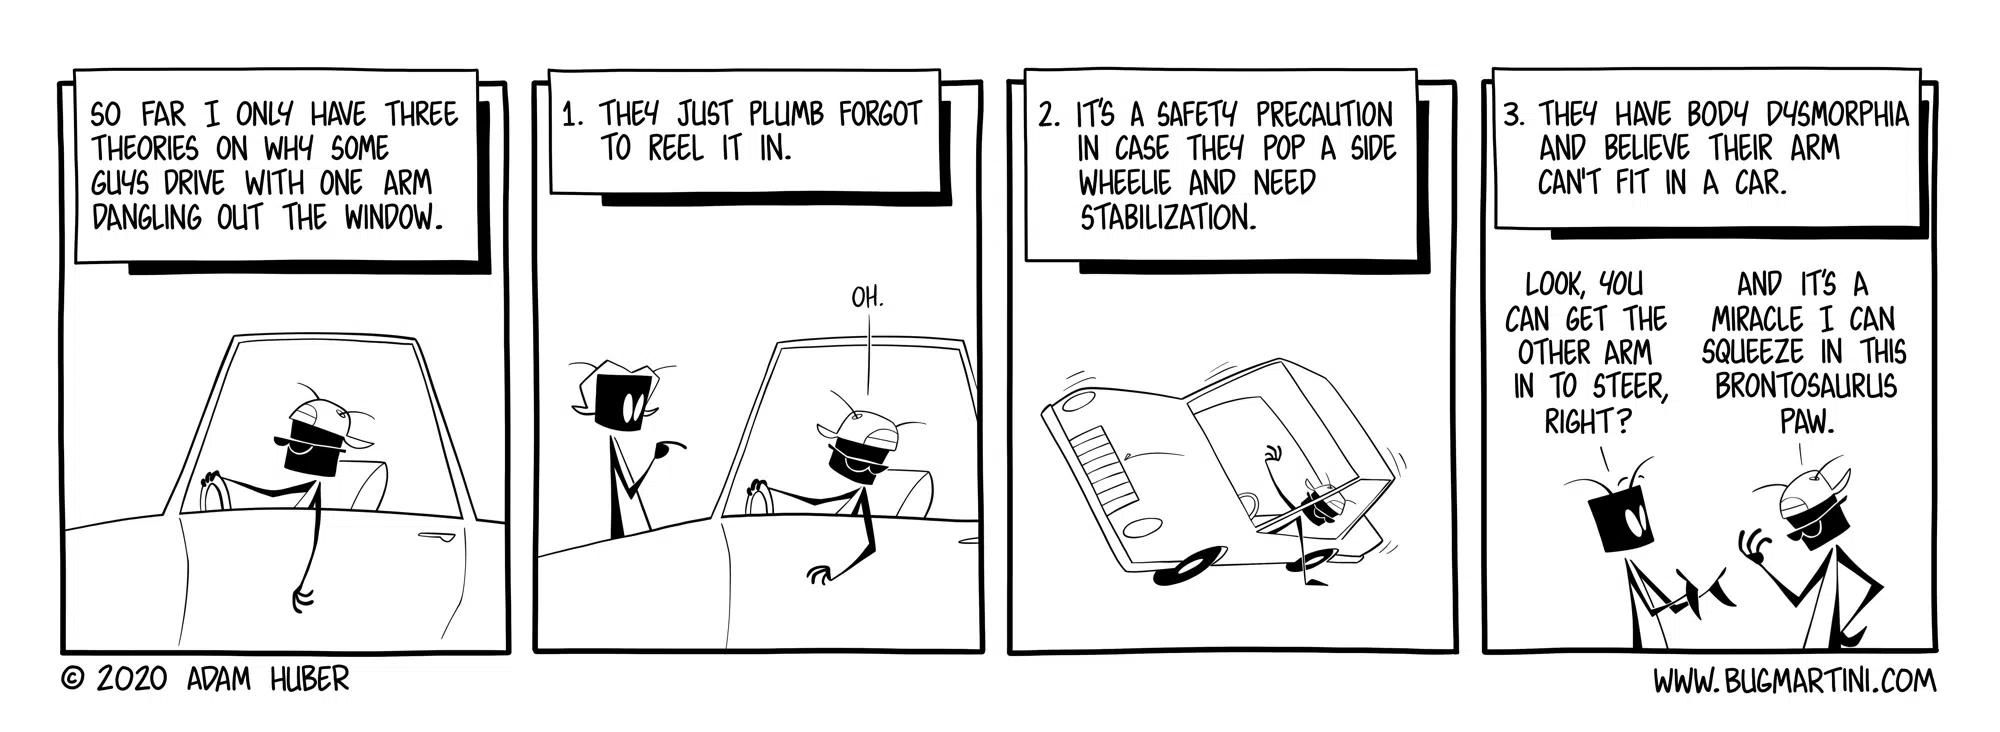 SO FAR I ONLY HAVE THREE
THEORIES ON WHY SOME
GUYS DRIVE WITH ONE ARM
DANGLING OUT THE WINDOW.
1. THEY JUST PLUMB FORGOT
TO REEL IT IN.
OH.
2. IT'S A SAFETY PRECAUTION
IN CASE THEY POP A SIDE
WHEELIE AND NEED
STABILIZATION.
3. THEY HAVE BODY DYSMORPHIA
AND BELIEVE THEIR ARM
CAN'T FIT IN A CAR.
LOOK, YOU
CAN GET THE
OTHER ARM
IN TO STEER,
RIGHT?
AND IT'S A
MIRACLE I CAN
SQUEEZE IN THIS
BRONTOSAURUS
PAW.
© 2020 ADAM HUBER
WWW.BUGMARTINI.COM